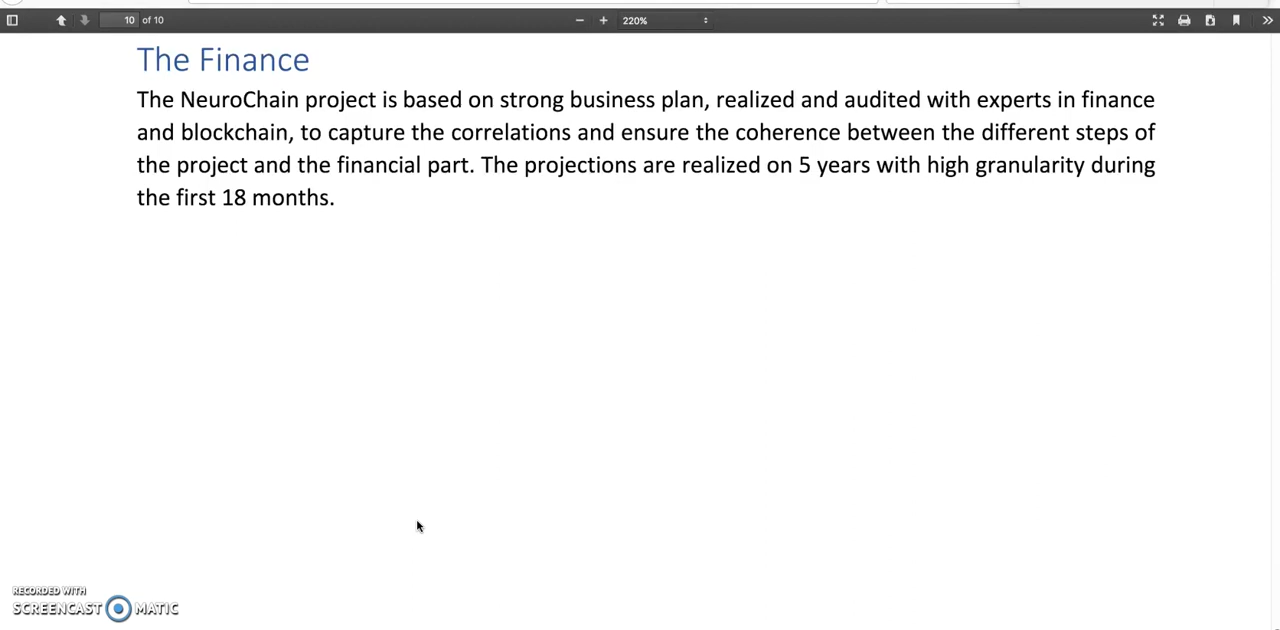 10 of 10
220%
The Finance
The NeuroChain project is based on strong business plan, realized and audited with experts in finance
and blockchain, to capture the correlations and ensure the coherence between the different steps of
the project and the financial part. The projections are realized on 5 years with high granularity during
the first 18 months.
RECORDED WITH
SCREENCAST MATIC